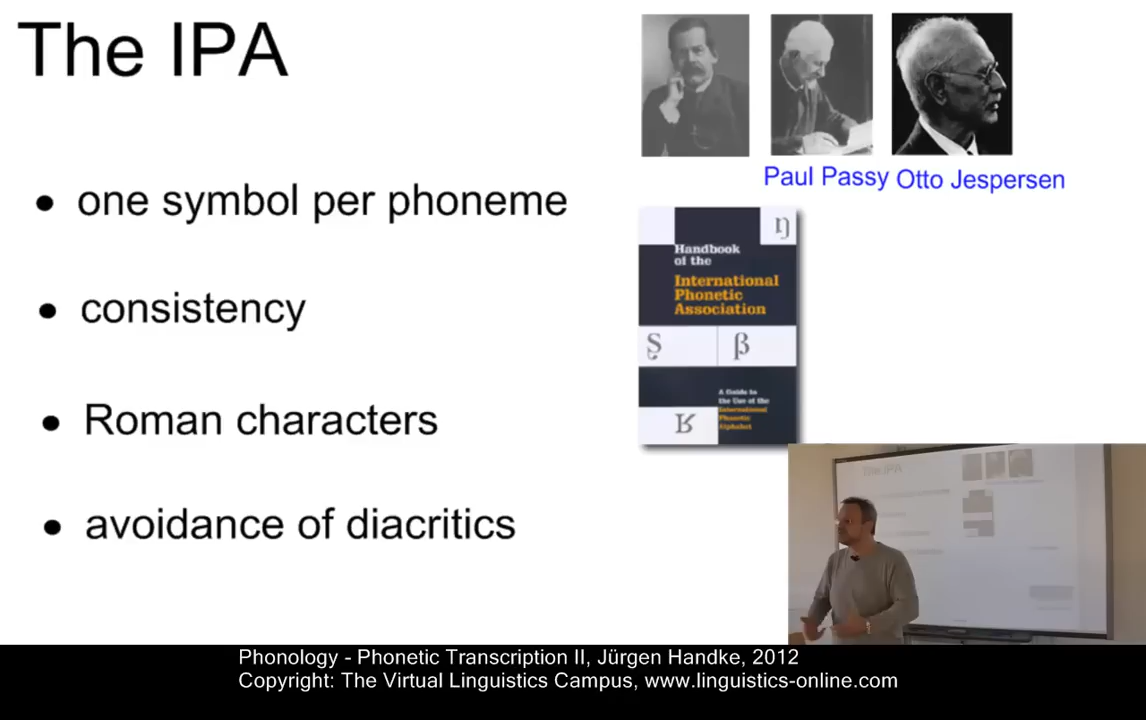 The IPA
Paul Passy Otto Jespersen
• one symbol per phoneme
• consistency
• Roman characters
• avoidance of diacritics
ŋ
Handbook
of the
International
Phonetic
Association
ʂ
β
A Guide to
the Use of the
International
Phonetic
Alphabet
ʁ
The IPA
Phonology - Phonetic Transcription II, Jürgen Handke, 2012
Copyright: The Virtual Linguistics Campus, www.linguistics-online.com